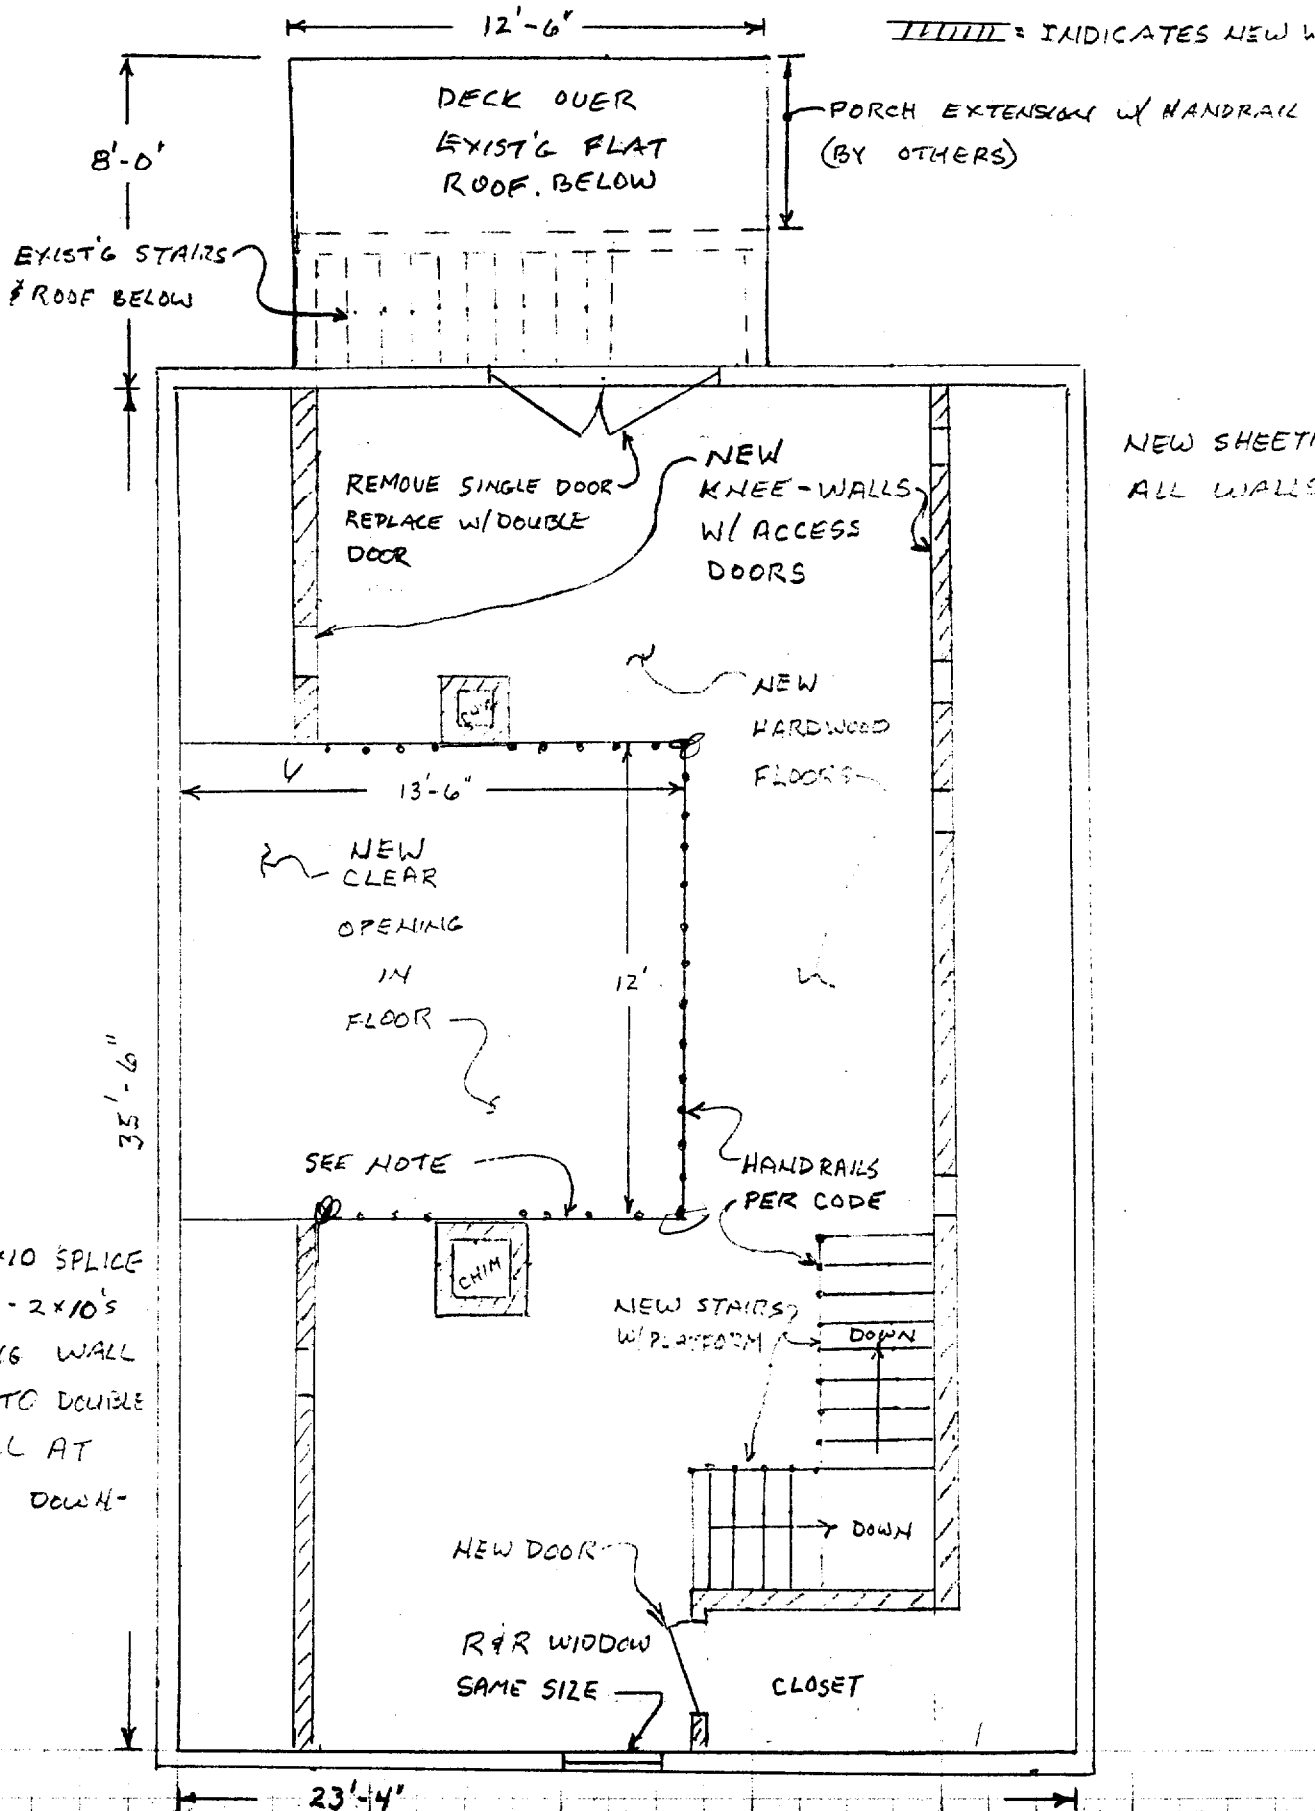 12'-6"
= INDICATES NEW
DECK OVER
EXIST'G FLAT
ROOF. BELOW
PORCH EXTENSION W/ HANDRAIL
(BY OTHERS)
8'-0'
EXIST'G STAIRS
& ROOF BELOW
NEW SHEET
ALL WALLS
REMOVE SINGLE DOOR
REPLACE W/DOUBLE
DOOR
NEW
KNEE-WALLS
W/ ACCESS
DOORS
NEW
HARDWOOD
FLOORS
13'-6"
NEW
CLEAR
OPENING
IN
FLOOR
12'
35'-6"
SEE NOTE
HANDRAILS
PER CODE
CHIM
×10 SPLICE
- 2×10'S
WALL
TO DOUBLE
AT
DOWN-
NEW STAIRS
W/PLATFORM
DOWN
DOWN
NEW DOOR
R&R WIDDOW
SAME SIZE
CLOSET
23'-4"